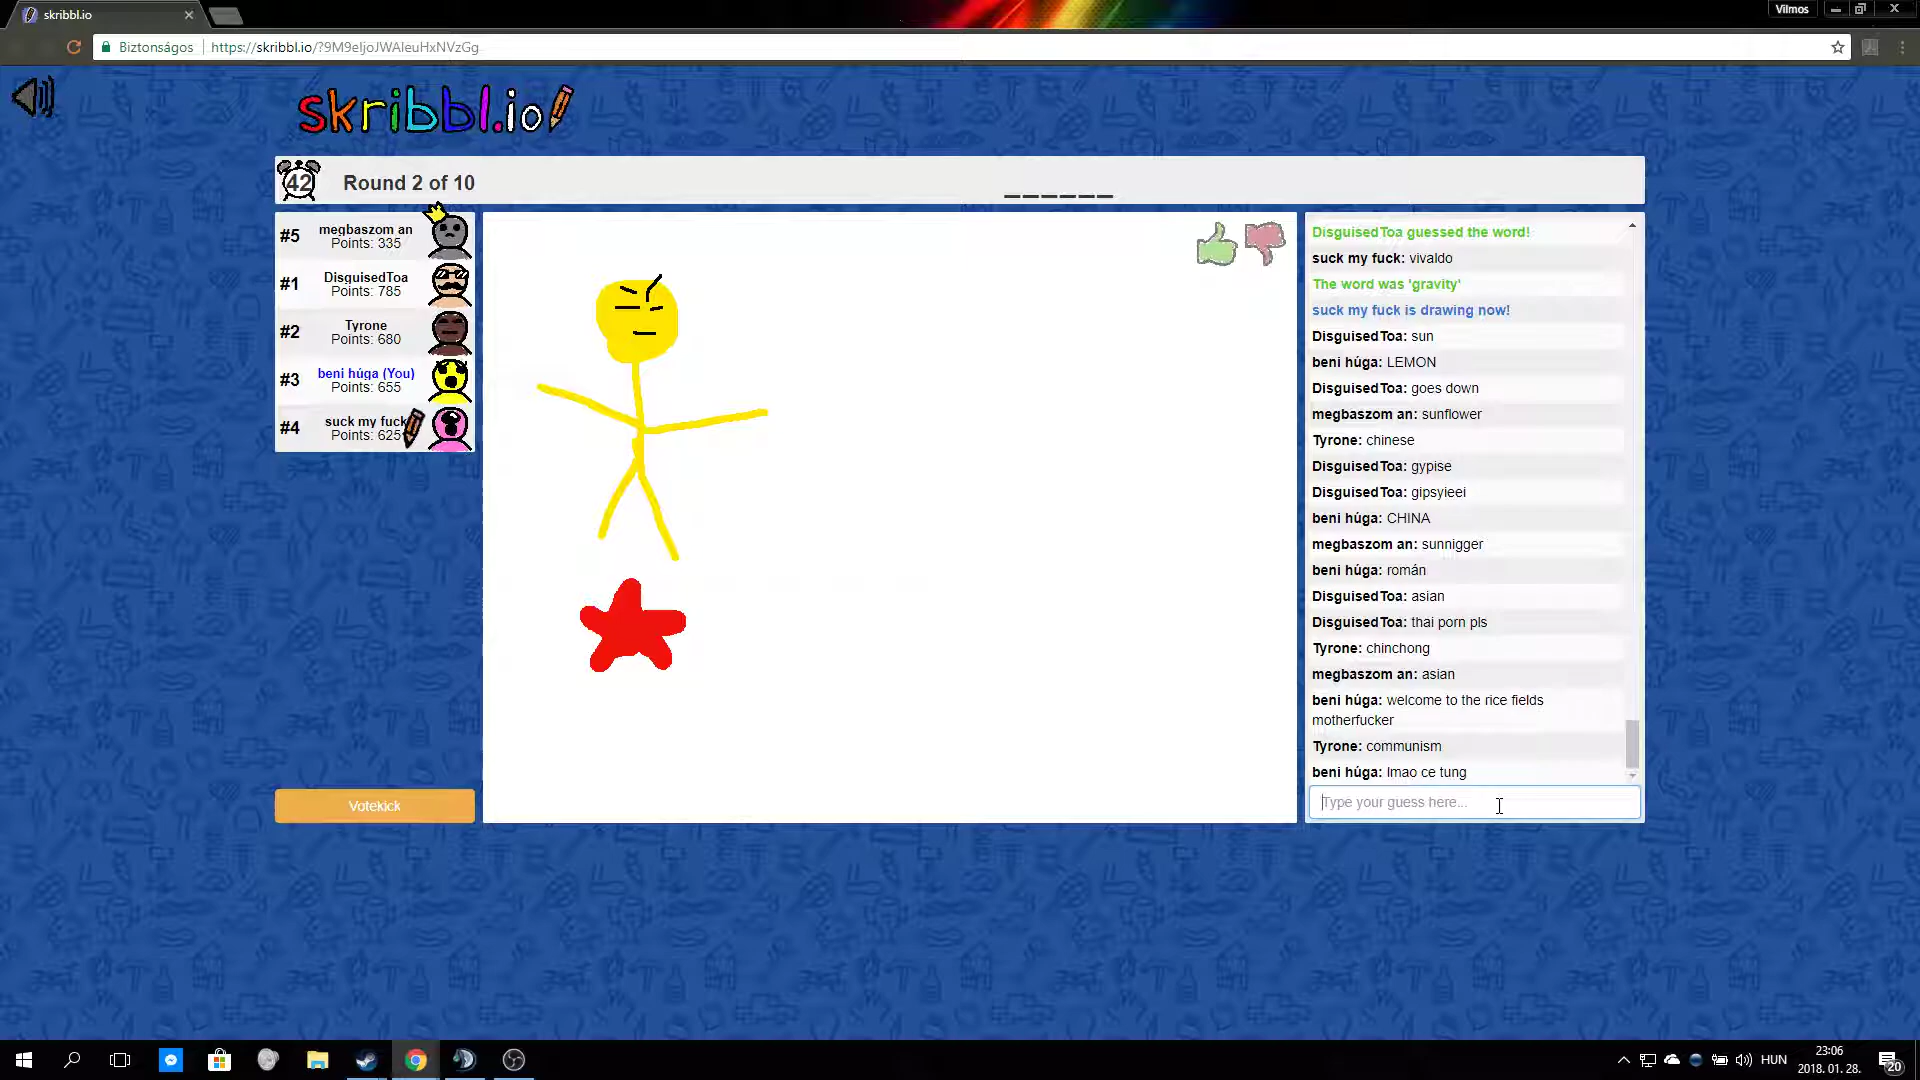 skribbl.io
Vilmos
Biztonságos
https://skribbl.io/?9M9eljoJWAleuHxNVzGg
skribbl.io
42
Round 2 of 10
______
#5
megbaszom an
Points: 335
#1
DisguisedToa
Points: 785
#2
Tyrone
Points: 680
#3
beni húga (You)
Points: 655
#4
suck my fuck
Points: 625
Votekick
DisguisedToa guessed the word!
suck my fuck: vivaldo
The word was 'gravity'
suck my fuck is drawing now!
DisguisedToa: sun
beni húga: LEMON
DisguisedToa: goes down
megbaszom an: sunflower
Tyrone: chinese
DisguisedToa: gypise
DisguisedToa: gipsyieei
beni húga: CHINA
megbaszom an: sunnigger
beni húga: román
DisguisedToa: asian
DisguisedToa: thai porn pls
Tyrone: chinchong
megbaszom an: asian
beni húga: welcome to the rice fields
motherfucker
Tyrone: communism
beni húga: lmao ce tung
Type your guess here...
HUN
23:06
2018. 01. 28.
20